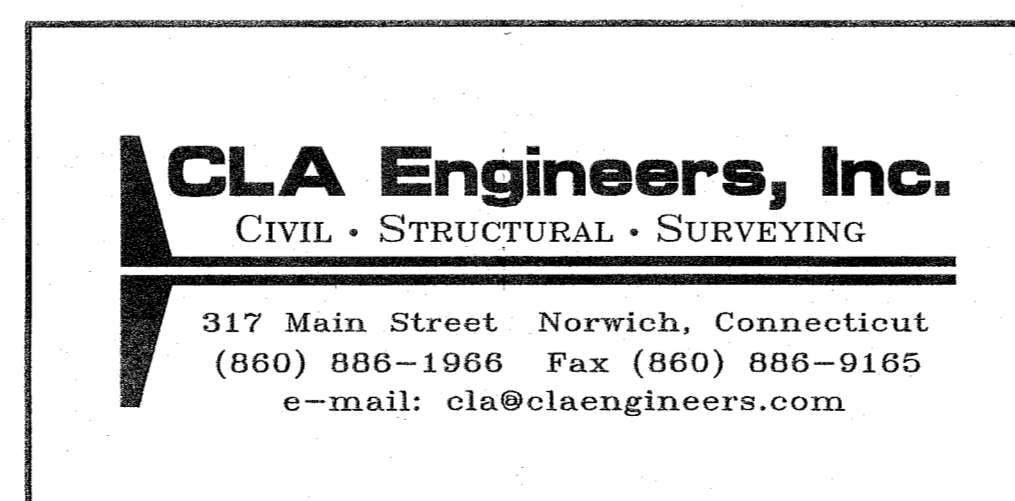 CLA Engineers, Inc.
CIVIL • STRUCTURAL • SURVEYING
317 Main Street Norwich, Connecticut
(860) 886-1966 Fax (860) 886-9165
e-mail: cla@claengineers.com